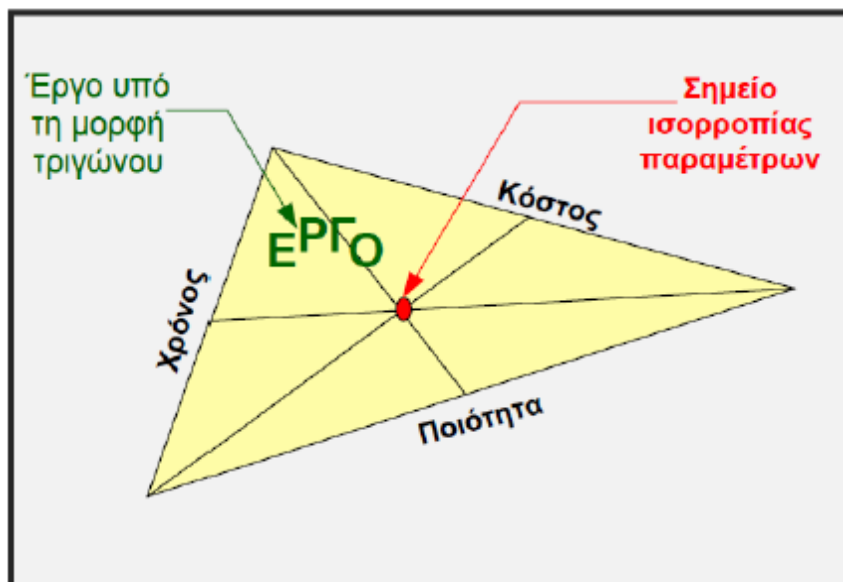 Έργο υπό
τη μορφή
τριγώνου
Σημείο
ισορροπίας
παραμέτρων
Κόστος
ΕΡΓΟ
Χρόνος
Ποιότητα